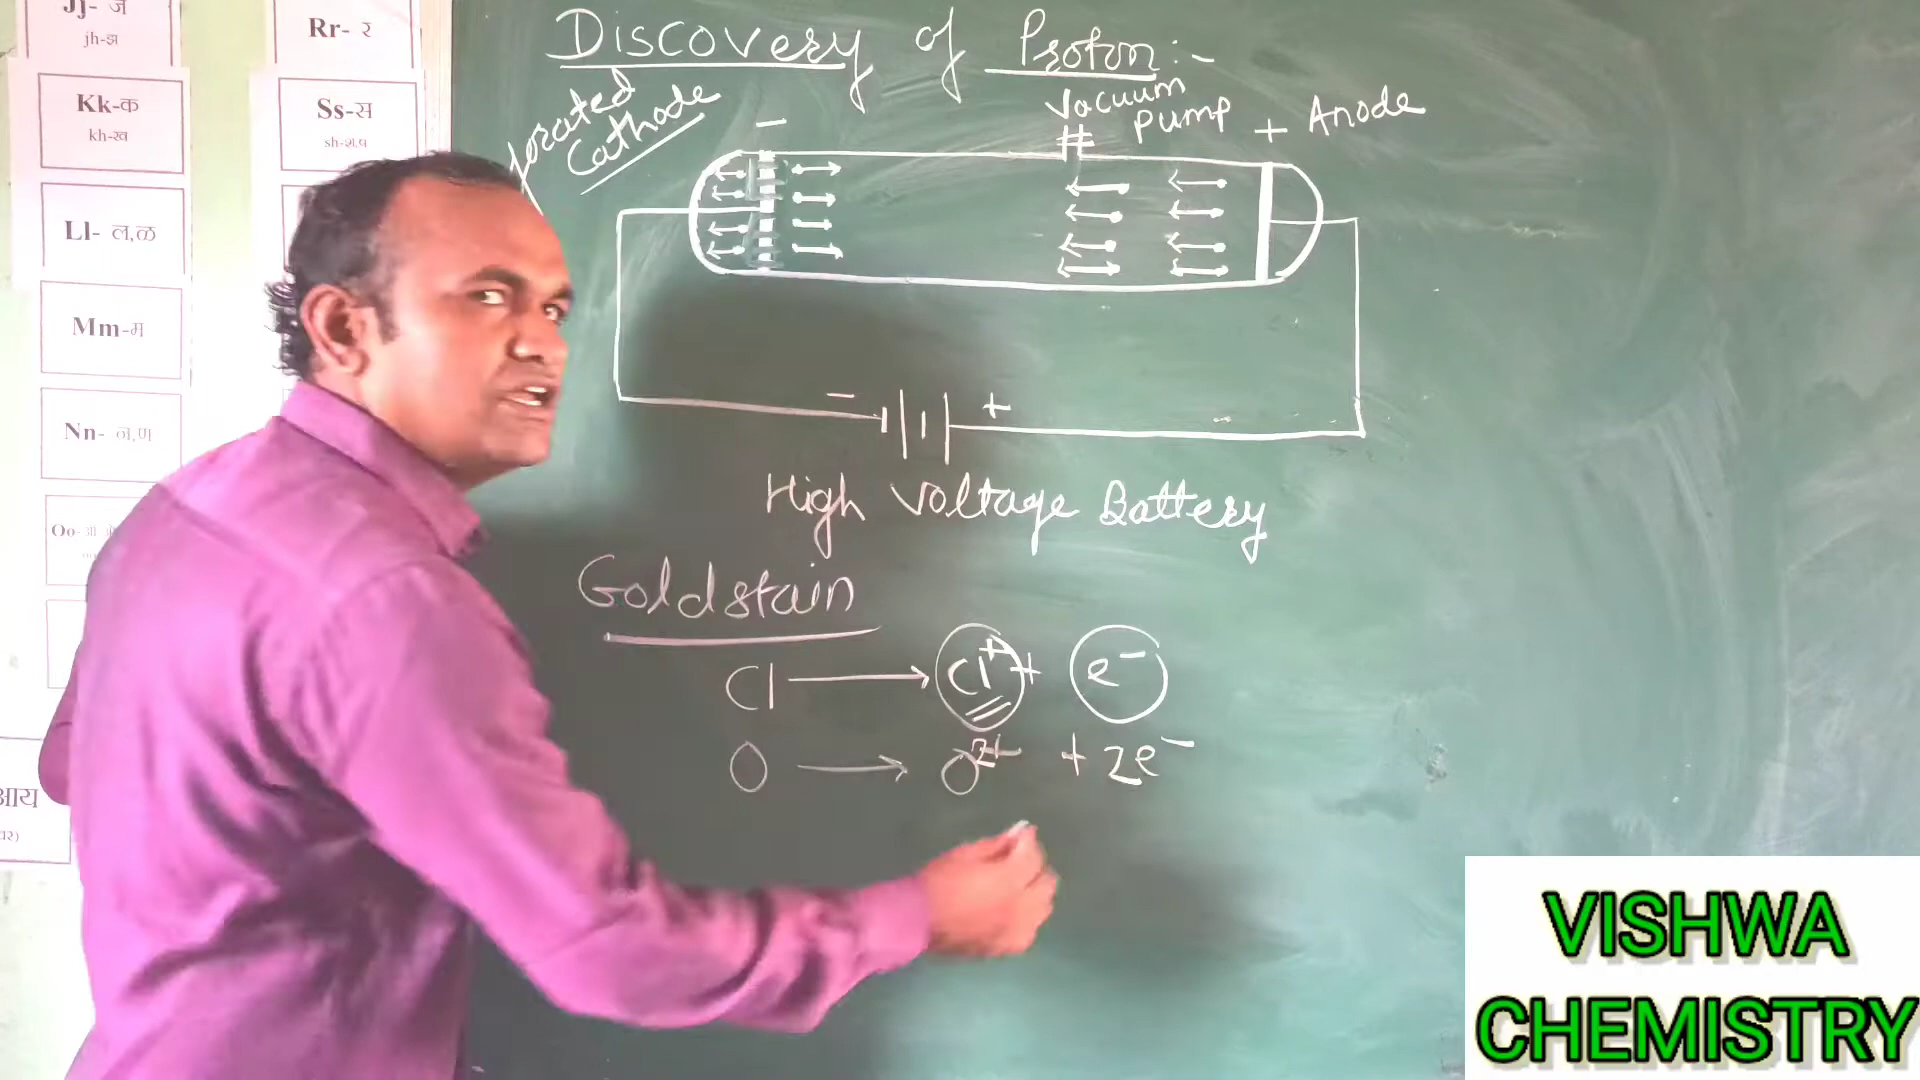 Jj- ज
jh-झ
Rr- र
Kk-क
kh-ख
Ss-स
sh-श,ष
Ll- ल,ळ
Mm-म
Nn- न,ण
Discovery of Proton:-
Cathode
Vacuum
Pump
+ Anode
-
- +
High Voltage Battery
Goldstain
Cl ⟶ Cl⁺ + e⁻
O ⟶ O²⁺ + 2e⁻
VISHWA
CHEMISTRY